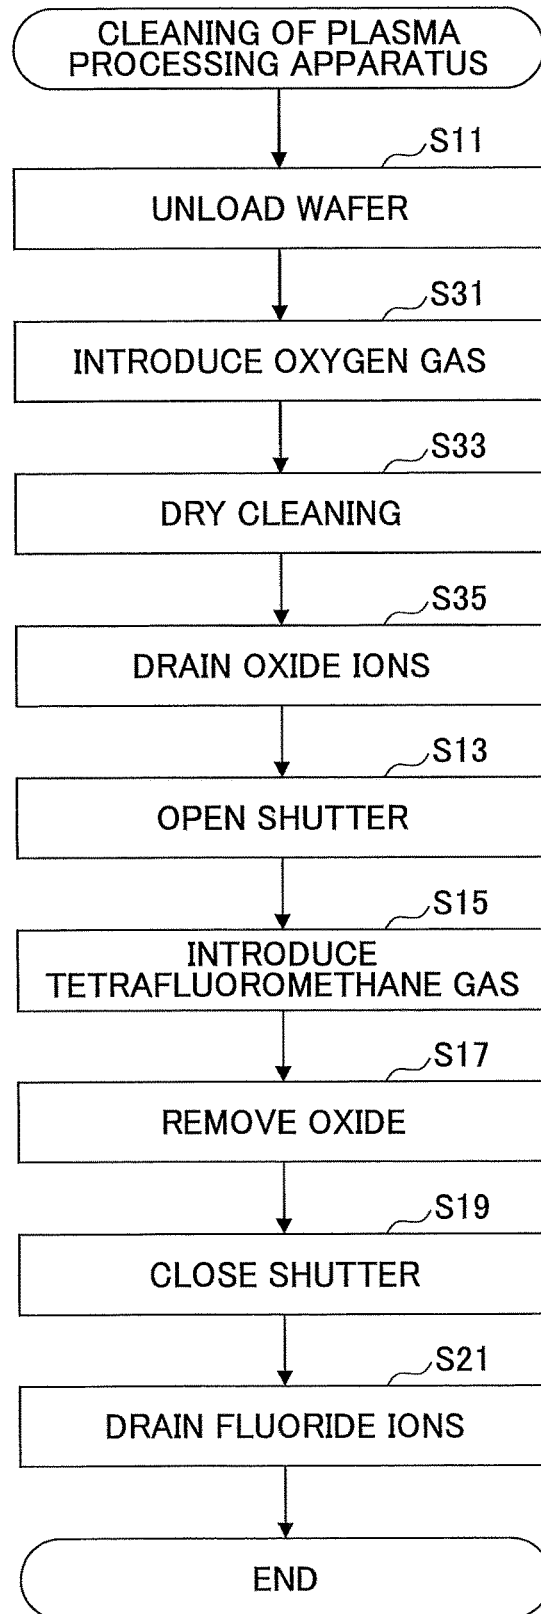 CLEANING OF PLASMA
PROCESSING APPARATUS
S11
UNLOAD WAFER
S31
INTRODUCE OXYGEN GAS
S33
DRY CLEANING
S35
DRAIN OXIDE IONS
S13
OPEN SHUTTER
S15
INTRODUCE
TETRAFLUOROMETHANE GAS
S17
REMOVE OXIDE
S19
CLOSE SHUTTER
S21
DRAIN FLUORIDE IONS
END